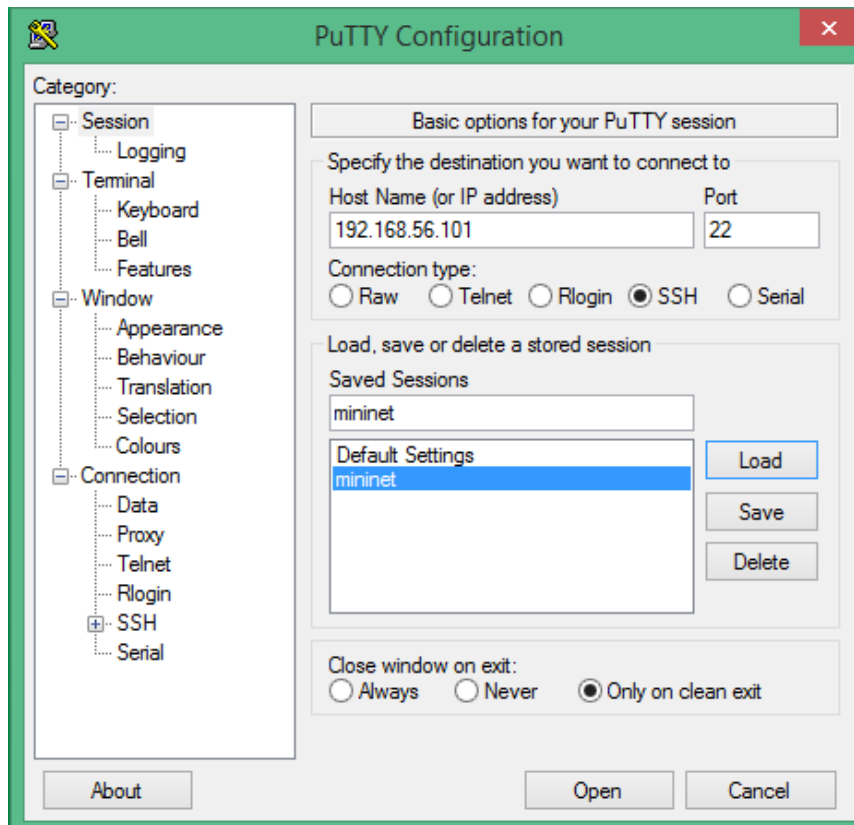 PuTTY Configuration
Category:
Session
Logging
Terminal
Keyboard
Bell
Features
Window
Appearance
Behaviour
Translation
Selection
Colours
Connection
Data
Proxy
Telnet
Rlogin
SSH
Serial
Basic options for your PuTTY session
Specify the destination you want to connect to
Host Name (or IP address) Port
192.168.56.101 22
Connection type:
Raw Telnet Rlogin SSH Serial
Load, save or delete a stored session
Saved Sessions
mininet
Default Settings
mininet
Load
Save
Delete
Close window on exit:
Always Never Only on clean exit
About Open Cancel